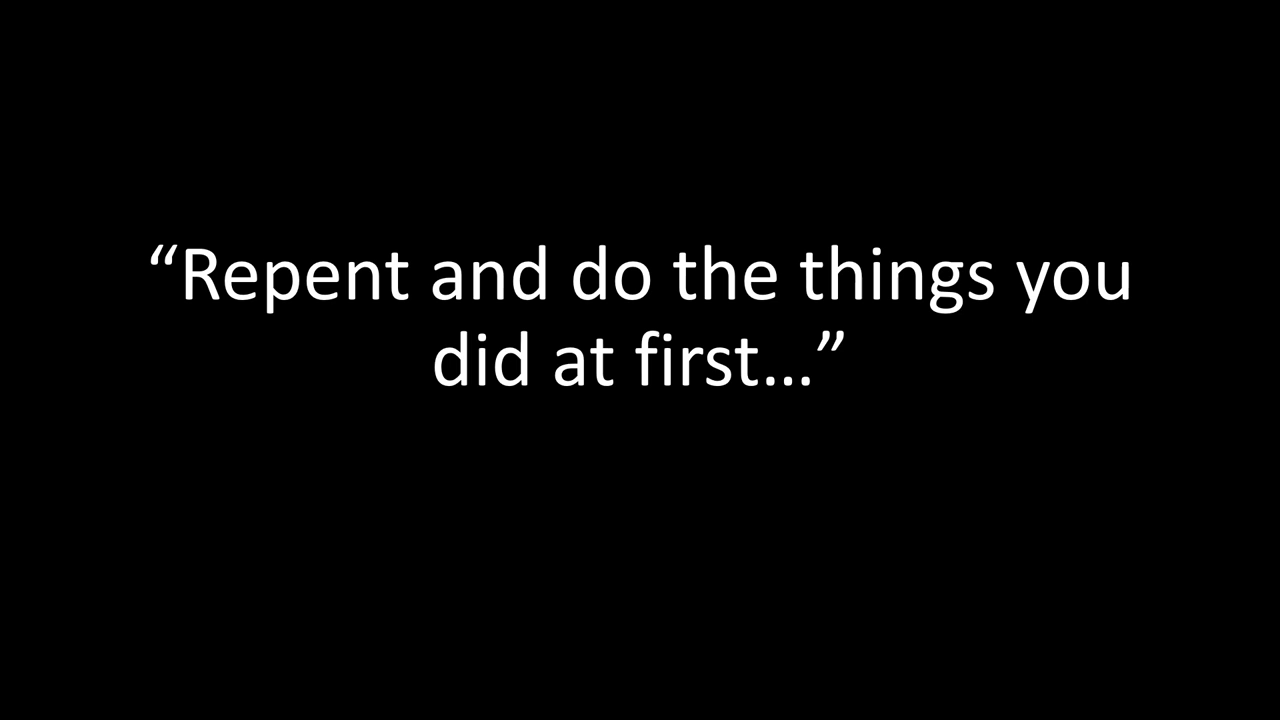 “Repent and do the things you
did at first…”